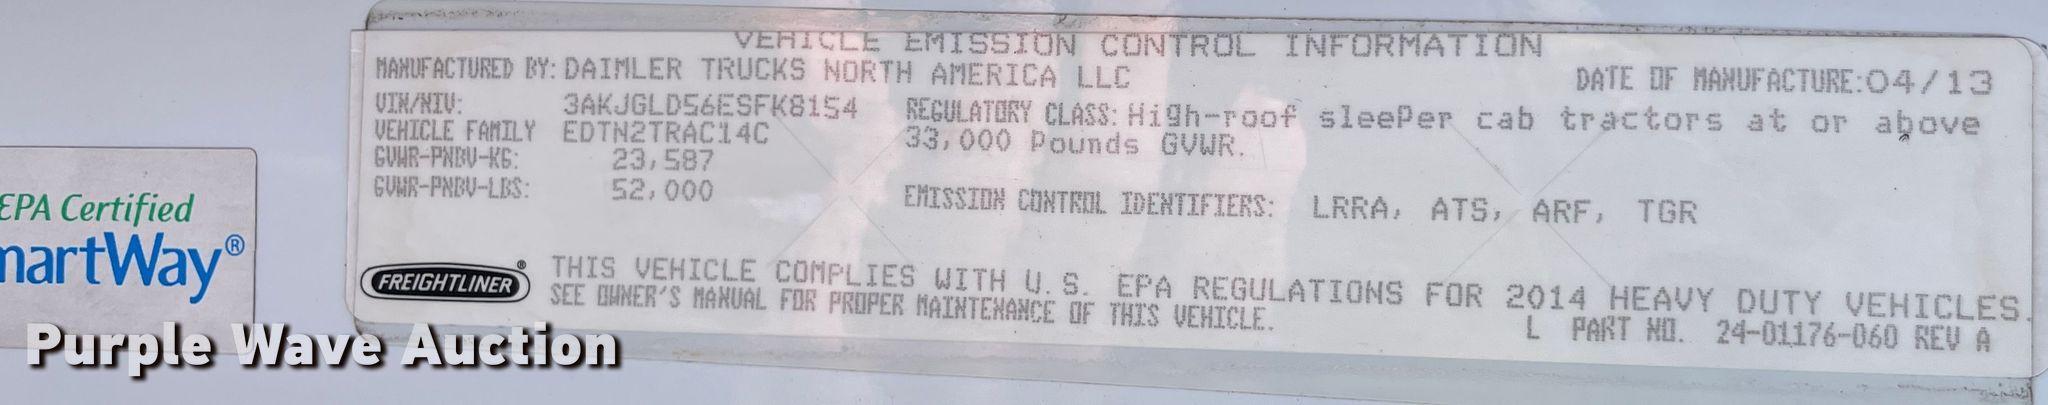 VEHICLE EMISSION CONTROL INFORMATION
MANUFACTURED BY: DAIMLER TRUCKS NORTH AMERICA LLC
DATE OF MANUFACTURE: 04/13
VIN/NIV: 3AKJGLD56ESFK8154
REGULATORY CLASS: High-roof sleePer cab tractors at or above
VEHICLE FAMILY EDTN2TRAC14C
33,000 Pounds GVWR.
GVWR-PNBV-KG: 23,587
GVWR-PNBV-LBS: 52,000
EMISSION CONTROL IDENTIFIERS: LRRA, ATS, ARF, TGR
EPA Certified
martWay®
FREIGHTLINER®
THIS VEHICLE COMPLIES WITH U.S. EPA REGULATIONS FOR 2014 HEAVY DUTY VEHICLES.
SEE OWNER'S MANUAL FOR PROPER MAINTENANCE OF THIS VEHICLE.
L PART NO. 24-01176-060 REV A
Purple Wave Auction